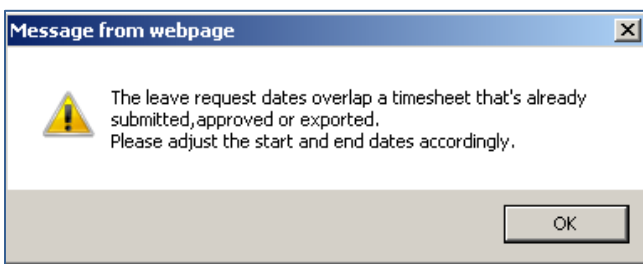 Message from webpage
The leave request dates overlap a timesheet that's already
submitted,approved or exported.
Please adjust the start and end dates accordingly.
OK